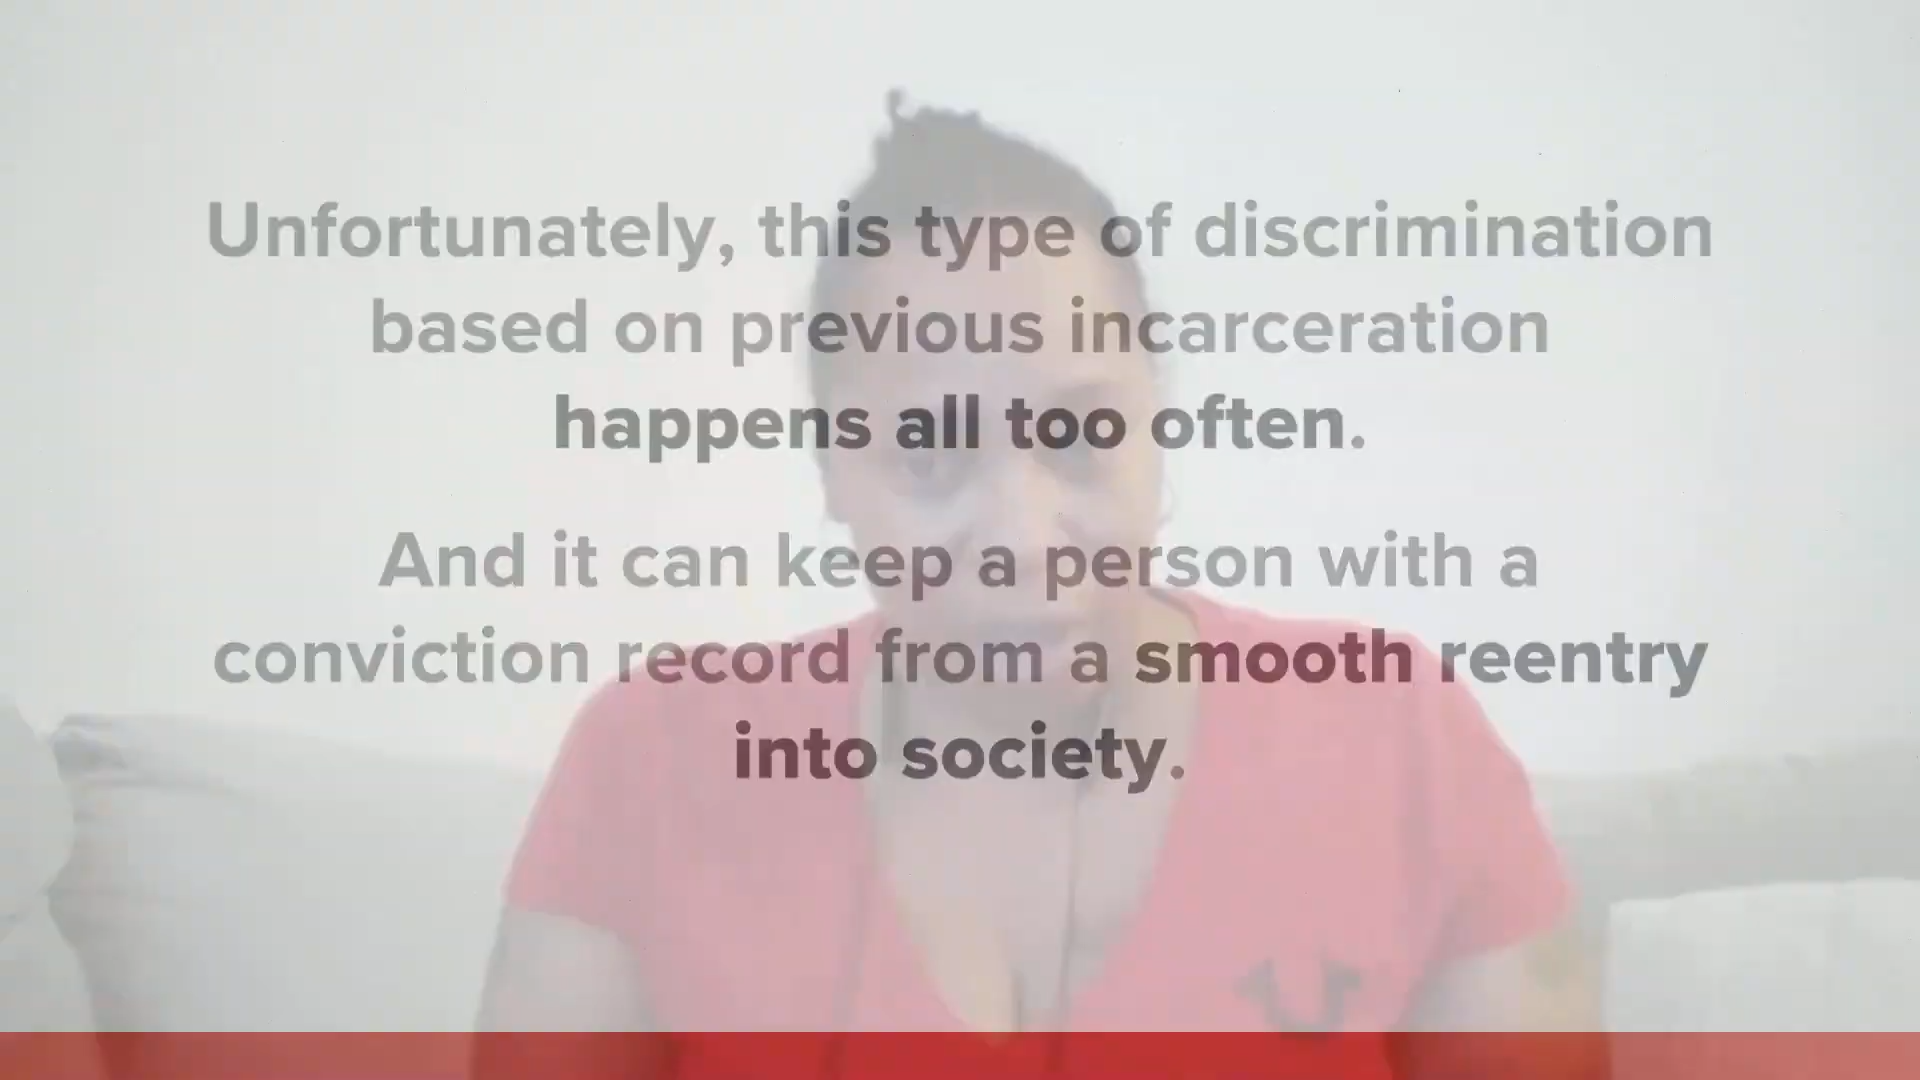 Unfortunately, this type of discrimination
based on previous incarceration
happens all too often.
And it can keep a person with a
conviction record from a smooth reentry
into society.